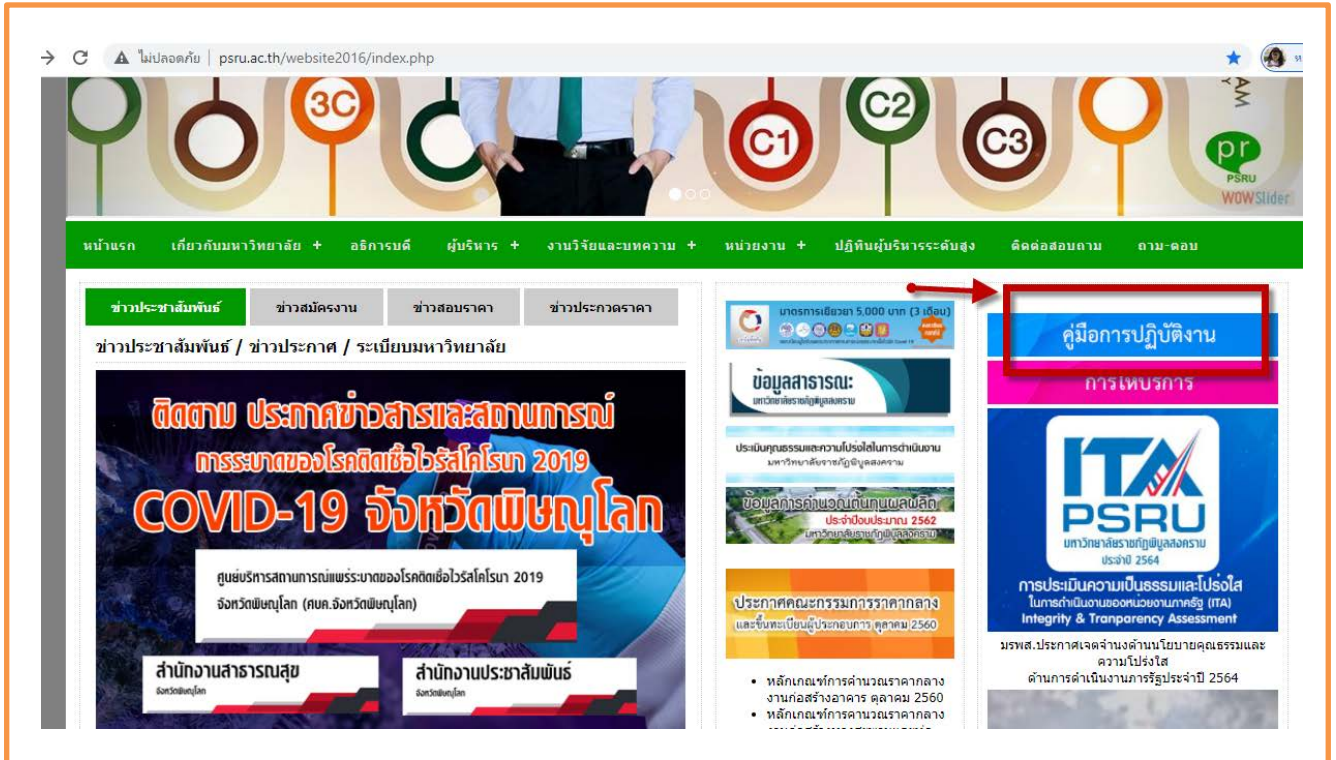 ไม่ปลอดภัย | psru.ac.th/website2016/index.php
3C
C1
C2
C3
pr
PSRU
WOWSlider
หน้าแรก เกี่ยวกับมหาวิทยาลัย + อธิการบดี ผู้บริหาร + งานวิจัยและบทความ + หน่วยงาน + ปฏิทินผู้บริหารระดับสูง ติดต่อสอบถาม ถาม-ตอบ
ข่าวประชาสัมพันธ์ ข่าวสมัครงาน ข่าวสอบราคา ข่าวประกวดราคา
ข่าวประชาสัมพันธ์ / ข่าวประกาศ / ระเบียบมหาวิทยาลัย
ติดตาม ประกาศข่าวสารและสถานการณ์
การระบาดของโรคติดเชื้อไวรัสโคโรนา 2019
COVID-19 จังหวัดพิษณุโลก
ศูนย์บริหารสถานการณ์แพร่ระบาดของโรคติดเชื้อไวรัสโคโรนา 2019
จังหวัดพิษณุโลก (ศบค.จังหวัดพิษณุโลก)
สำนักงานสาธารณสุข
จังหวัดพิษณุโลก
สำนักงานประชาสัมพันธ์
จังหวัดพิษณุโลก
มาตรการเยียวยา 5,000 บาท (3 เดือน)
ข้อมูลสาธารณะ
มหาวิทยาลัยราชภัฏพิบูลสงคราม
ประเมินคุณธรรมและความโปร่งใสในการดำเนินงาน
มหาวิทยาลัยราชภัฏพิบูลสงคราม
ข้อมูลการคำนวณต้นทุนผลผลิต
ประจำปีงบประมาณ 2562
มหาวิทยาลัยราชภัฏพิบูลสงคราม
ประกาศคณะกรรมการราคากลาง
และขึ้นทะเบียนผู้ประกอบการ ตุลาคม 2560
• หลักเกณฑ์การคำนวณราคากลาง
งานก่อสร้างอาคาร ตุลาคม 2560
• หลักเกณฑ์การคำนวณราคากลาง
คู่มือการปฏิบัติงาน
การให้บริการ
ITA
PSRU
มหาวิทยาลัยราชภัฏพิบูลสงคราม
ประจำปี 2564
การประเมินความเป็นธรรมและโปร่งใส
ในการดำเนินงานของหน่วยงานภาครัฐ (ITA)
Integrity & Tranparency Assessment
มรพส.ประกาศเจตจำนงด้านนโยบายคุณธรรมและ
ความโปร่งใส
ด้านการดำเนินงานภารรัฐประจำปี 2564